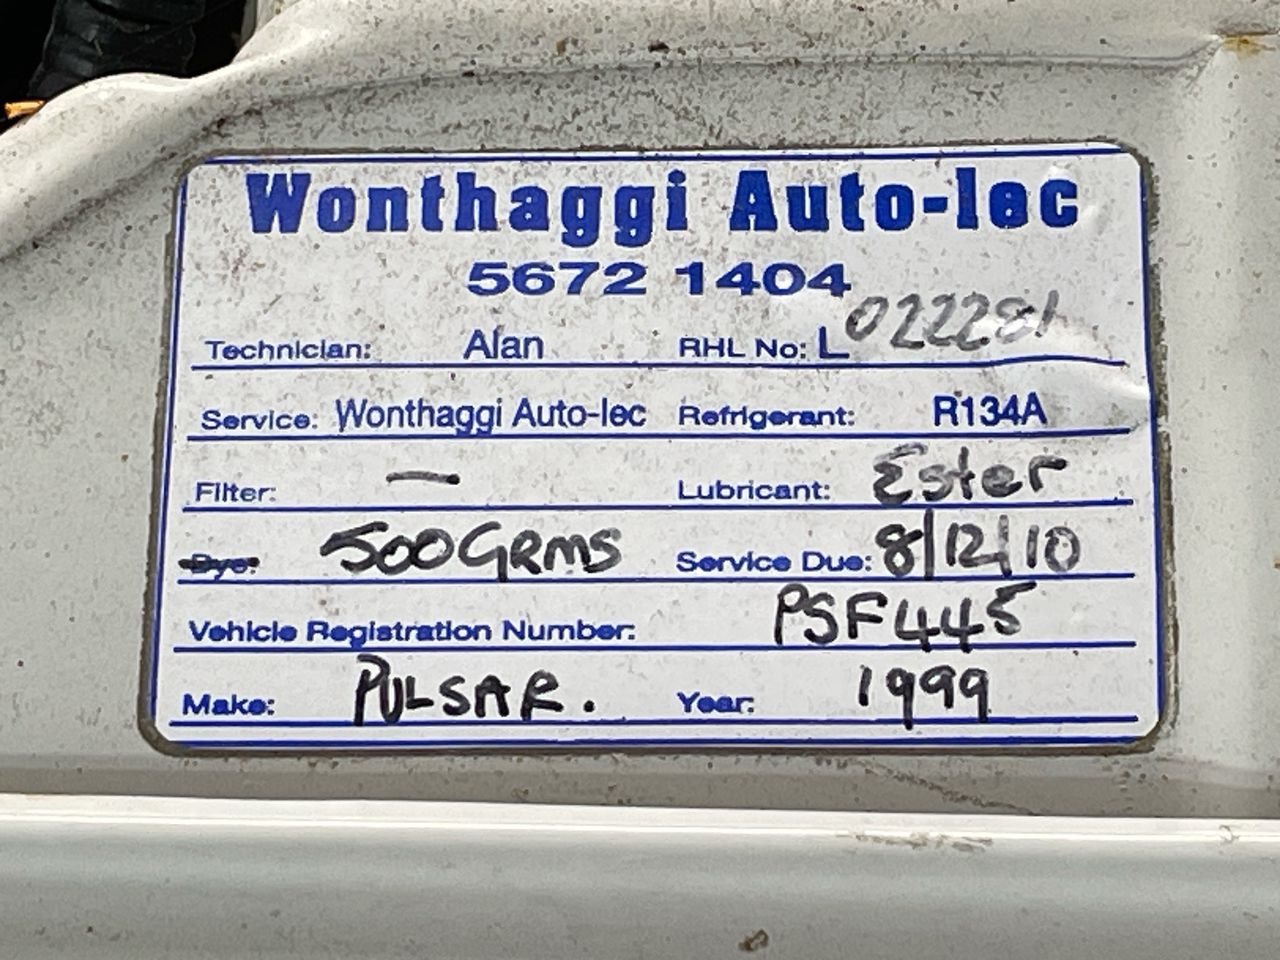 Wonthaggi Auto-lec
5672 1404
Technician: Alan RHL No: L022281
Service: Wonthaggi Auto-lec Refrigerant: R134A
Filter: — Lubricant: Ester
Dye: 500GRMS Service Due: 8/12/10
Vehicle Registration Number: PSF445
Make: PULSAR. Year: 1999